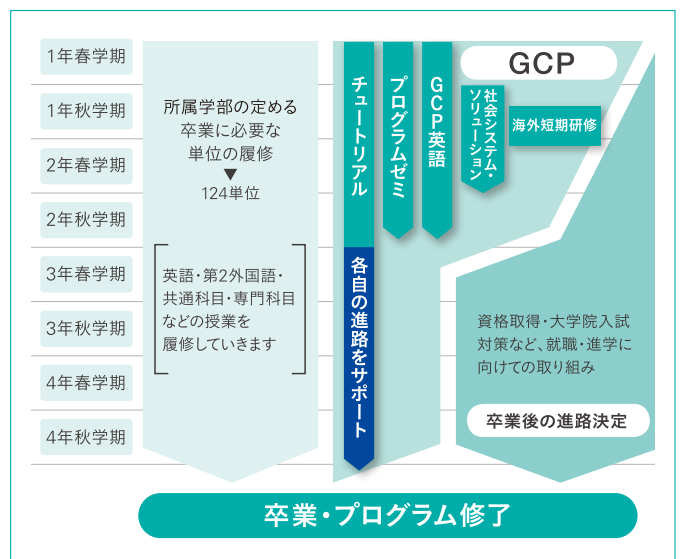 1年春学期
1年秋学期
2年春学期
2年秋学期
3年春学期
3年秋学期
4年春学期
4年秋学期
所属学部の定める
卒業に必要な
単位の履修
▼
124単位
英語・第2外国語・
共通科目・専門科目
などの授業を
履修していきます
チュートリアル
各自の進路をサポート
プログラムゼミ
GCP英語
GCP
社会システム・
ソリューション
海外短期研修
資格取得・大学院入試
対策など、就職・進学に
向けての取り組み
卒業後の進路決定
卒業・プログラム修了